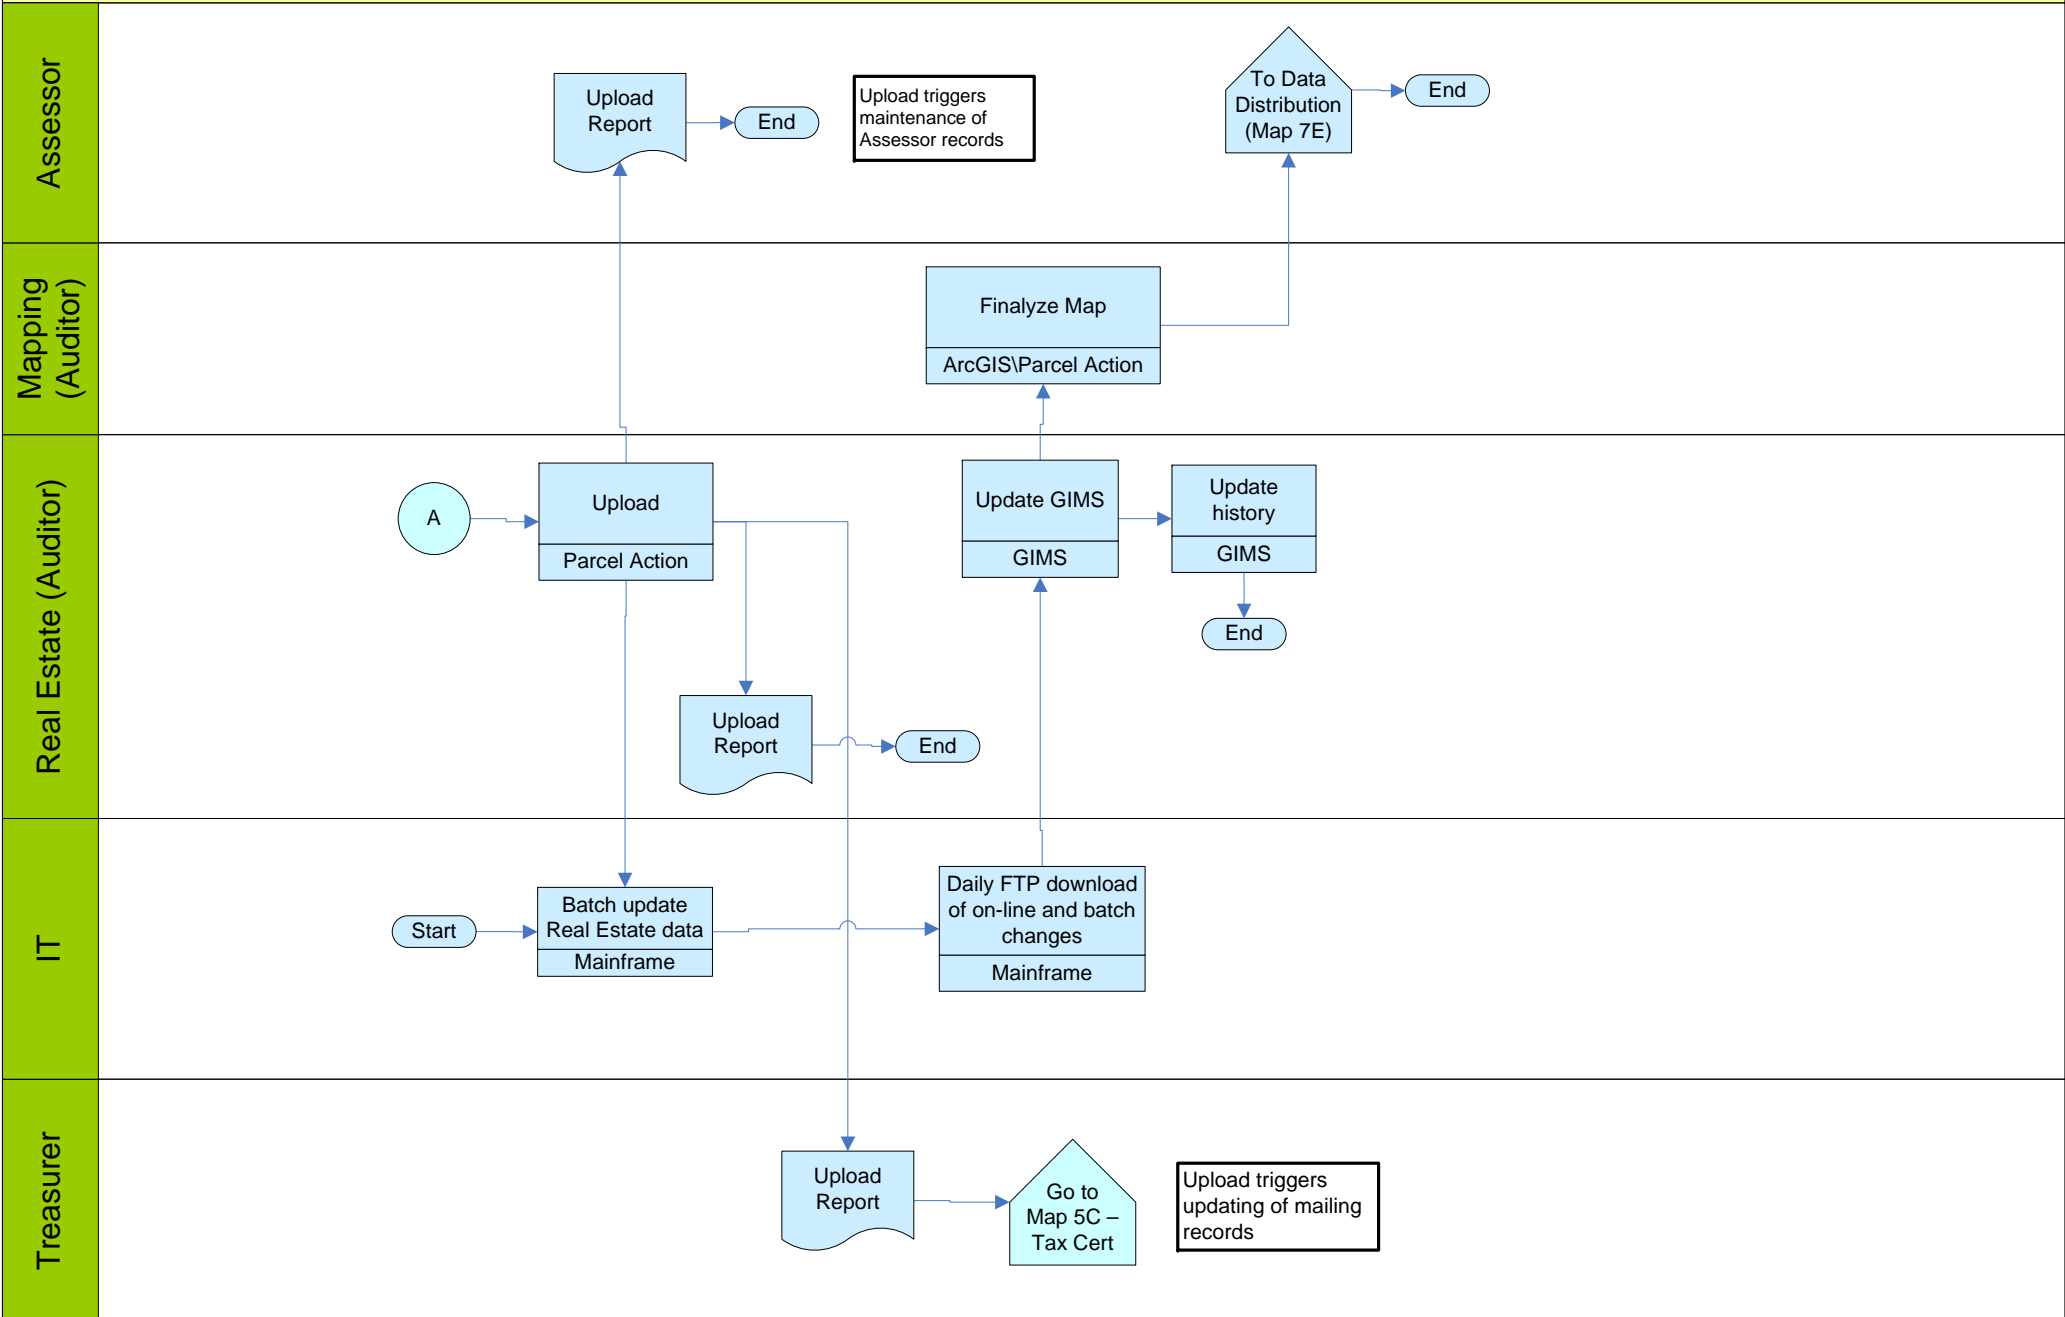 Assessor
Upload
Report
End
Upload triggers
maintenance of
Assessor records
To Data
Distribution
(Map 7E)
End
Mapping
(Auditor)
Finalyze Map
ArcGIS\Parcel Action
Real Estate (Auditor)
A
Upload
Parcel Action
Update GIMS
GIMS
Update
history
GIMS
End
Upload
Report
End
IT
Start
Batch update
Real Estate data
Mainframe
Daily FTP download
of on-line and batch
changes
Mainframe
Treasurer
Upload
Report
Go to
Map 5C –
Tax Cert
Upload triggers
updating of mailing
records